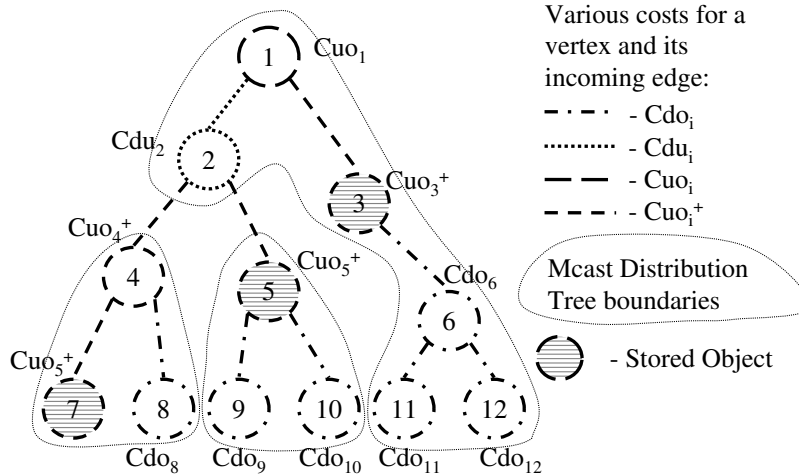 1
Cuo₁
Various costs for a
vertex and its
incoming edge:
- Cdoᵢ
- Cduᵢ
- Cuoᵢ
- Cuoᵢ⁺
Cdu₂
2
Cuo₃⁺
3
Cuo₄⁺
4
Cuo₅⁺
5
Cdo₆
6
Mcast Distribution
Tree boundaries
- Stored Object
Cuo₅⁺
7
8
9
10
11
12
Cdo₈
Cdo₉
Cdo₁₀
Cdo₁₁
Cdo₁₂